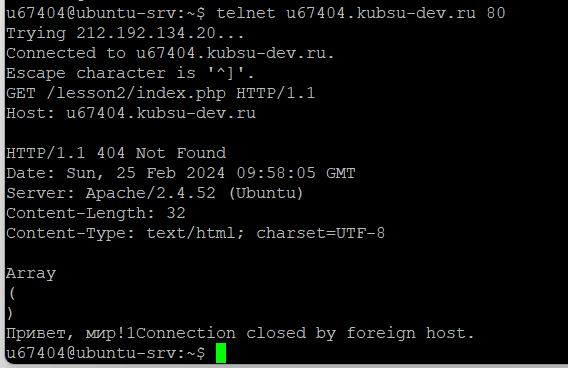 u67404@ubuntu-srv:~$ telnet u67404.kubsu-dev.ru 80
Trying 212.192.134.20...
Connected to u67404.kubsu-dev.ru.
Escape character is '^]'.
GET /lesson2/index.php HTTP/1.1
Host: u67404.kubsu-dev.ru

HTTP/1.1 404 Not Found
Date: Sun, 25 Feb 2024 09:58:05 GMT
Server: Apache/2.4.52 (Ubuntu)
Content-Length: 32
Content-Type: text/html; charset=UTF-8

Array
(
)
Привет, мир!1Connection closed by foreign host.
u67404@ubuntu-srv:~$